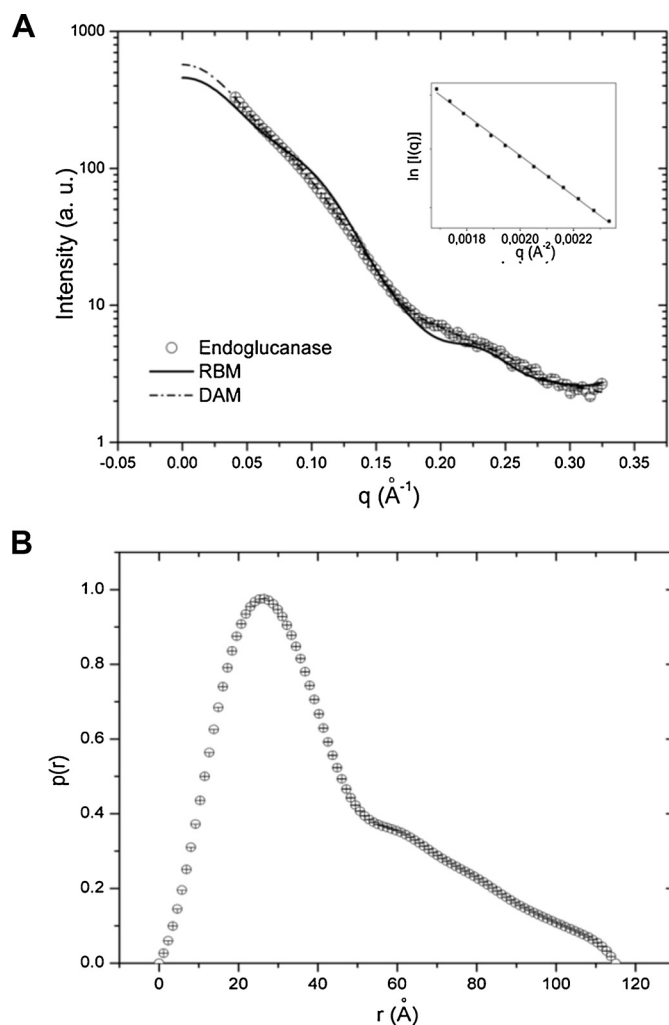 A
1000
100
10
1
Intensity (a. u.)
ln [I(q)]
0,0018 0,0020 0,0022
q (Å-2)
Endoglucanase
RBM
DAM
-0.05 0.00 0.05 0.10 0.15 0.20 0.25 0.30 0.35
q (Å-1)
B
1.0
0.8
0.6
0.4
0.2
0.0
p(r)
0 20 40 60 80 100 120
r (Å)